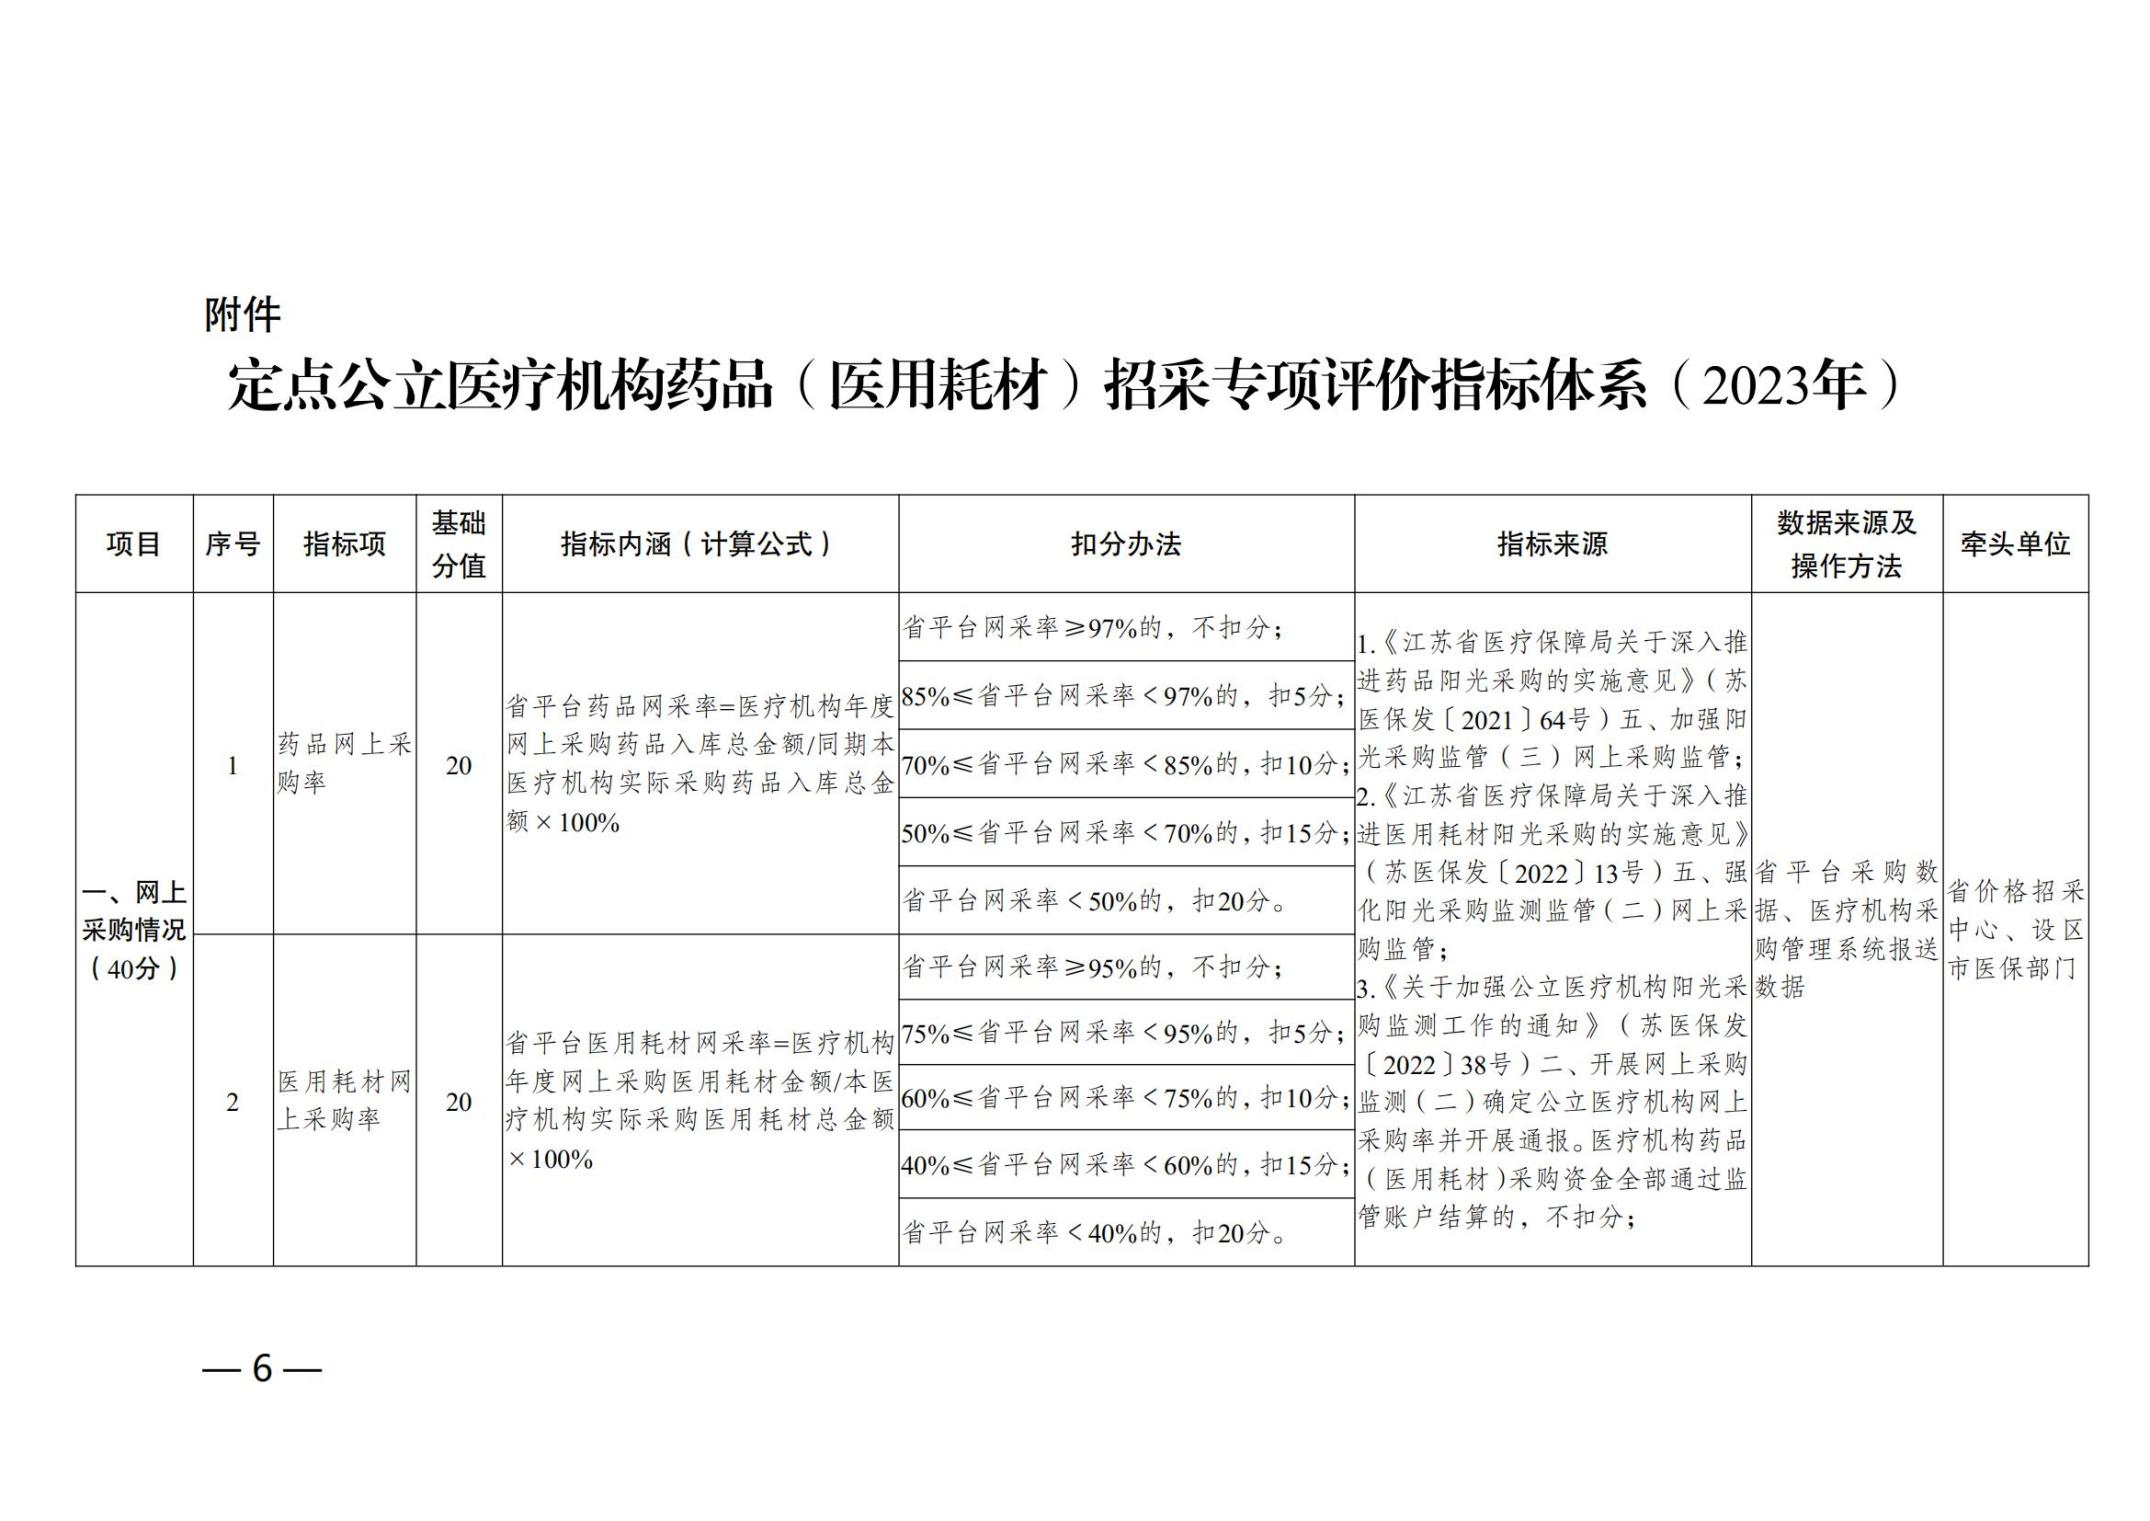 附件
定点公立医疗机构药品（医用耗材）招采专项评价指标体系（2023年）
项目
序号
指标项
基础
分值
指标内涵（计算公式）
扣分办法
指标来源
数据来源及
操作方法
牵头单位
一、网上
采购情况
（40分）
1
药品网上采
购率
20
省平台药品网采率=医疗机构年度
网上采购药品入库总金额/同期本
医疗机构实际采购药品入库总金
额×100%
省平台网采率≥97%的，不扣分；
85%≤省平台网采率＜97%的，扣5分；
70%≤省平台网采率＜85%的，扣10分；
50%≤省平台网采率＜70%的，扣15分；
省平台网采率＜50%的，扣20分。
2
医用耗材网
上采购率
20
省平台医用耗材网采率=医疗机构
年度网上采购医用耗材金额/本医
疗机构实际采购医用耗材总金额
×100%
省平台网采率≥95%的，不扣分；
75%≤省平台网采率＜95%的，扣5分；
60%≤省平台网采率＜75%的，扣10分；
40%≤省平台网采率＜60%的，扣15分；
省平台网采率＜40%的，扣20分。
1.《江苏省医疗保障局关于深入推
进药品阳光采购的实施意见》（苏
医保发〔2021〕64号）五、加强阳
光采购监管（三）网上采购监管；
2.《江苏省医疗保障局关于深入推
进医用耗材阳光采购的实施意见》
（苏医保发〔2022〕13号）五、强
化阳光采购监测监管（二）网上采
购监管；
3.《关于加强公立医疗机构阳光采
购监测工作的通知》（苏医保发
〔2022〕38号）二、开展网上采购
监测（二）确定公立医疗机构网上
采购率并开展通报。医疗机构药品
（医用耗材）采购资金全部通过监
管账户结算的，不扣分；
省平台采购数
据、医疗机构采
购管理系统报送
数据
省价格招采
中心、设区
市医保部门
— 6 —